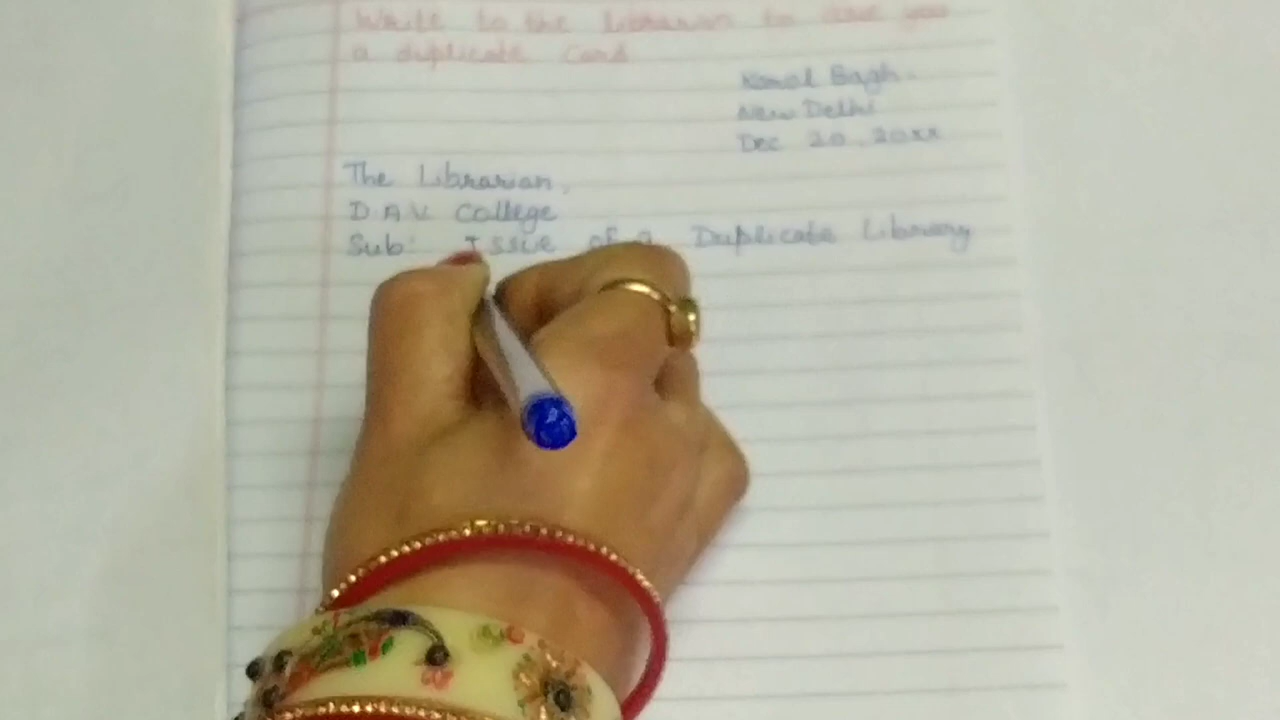 Write to the Librarian to issue you
a duplicate card
Kamal Bagh.
New Delhi
Dec 20, 20xx
The Librarian,
D A V College
Sub: Issue of a Duplicate Library